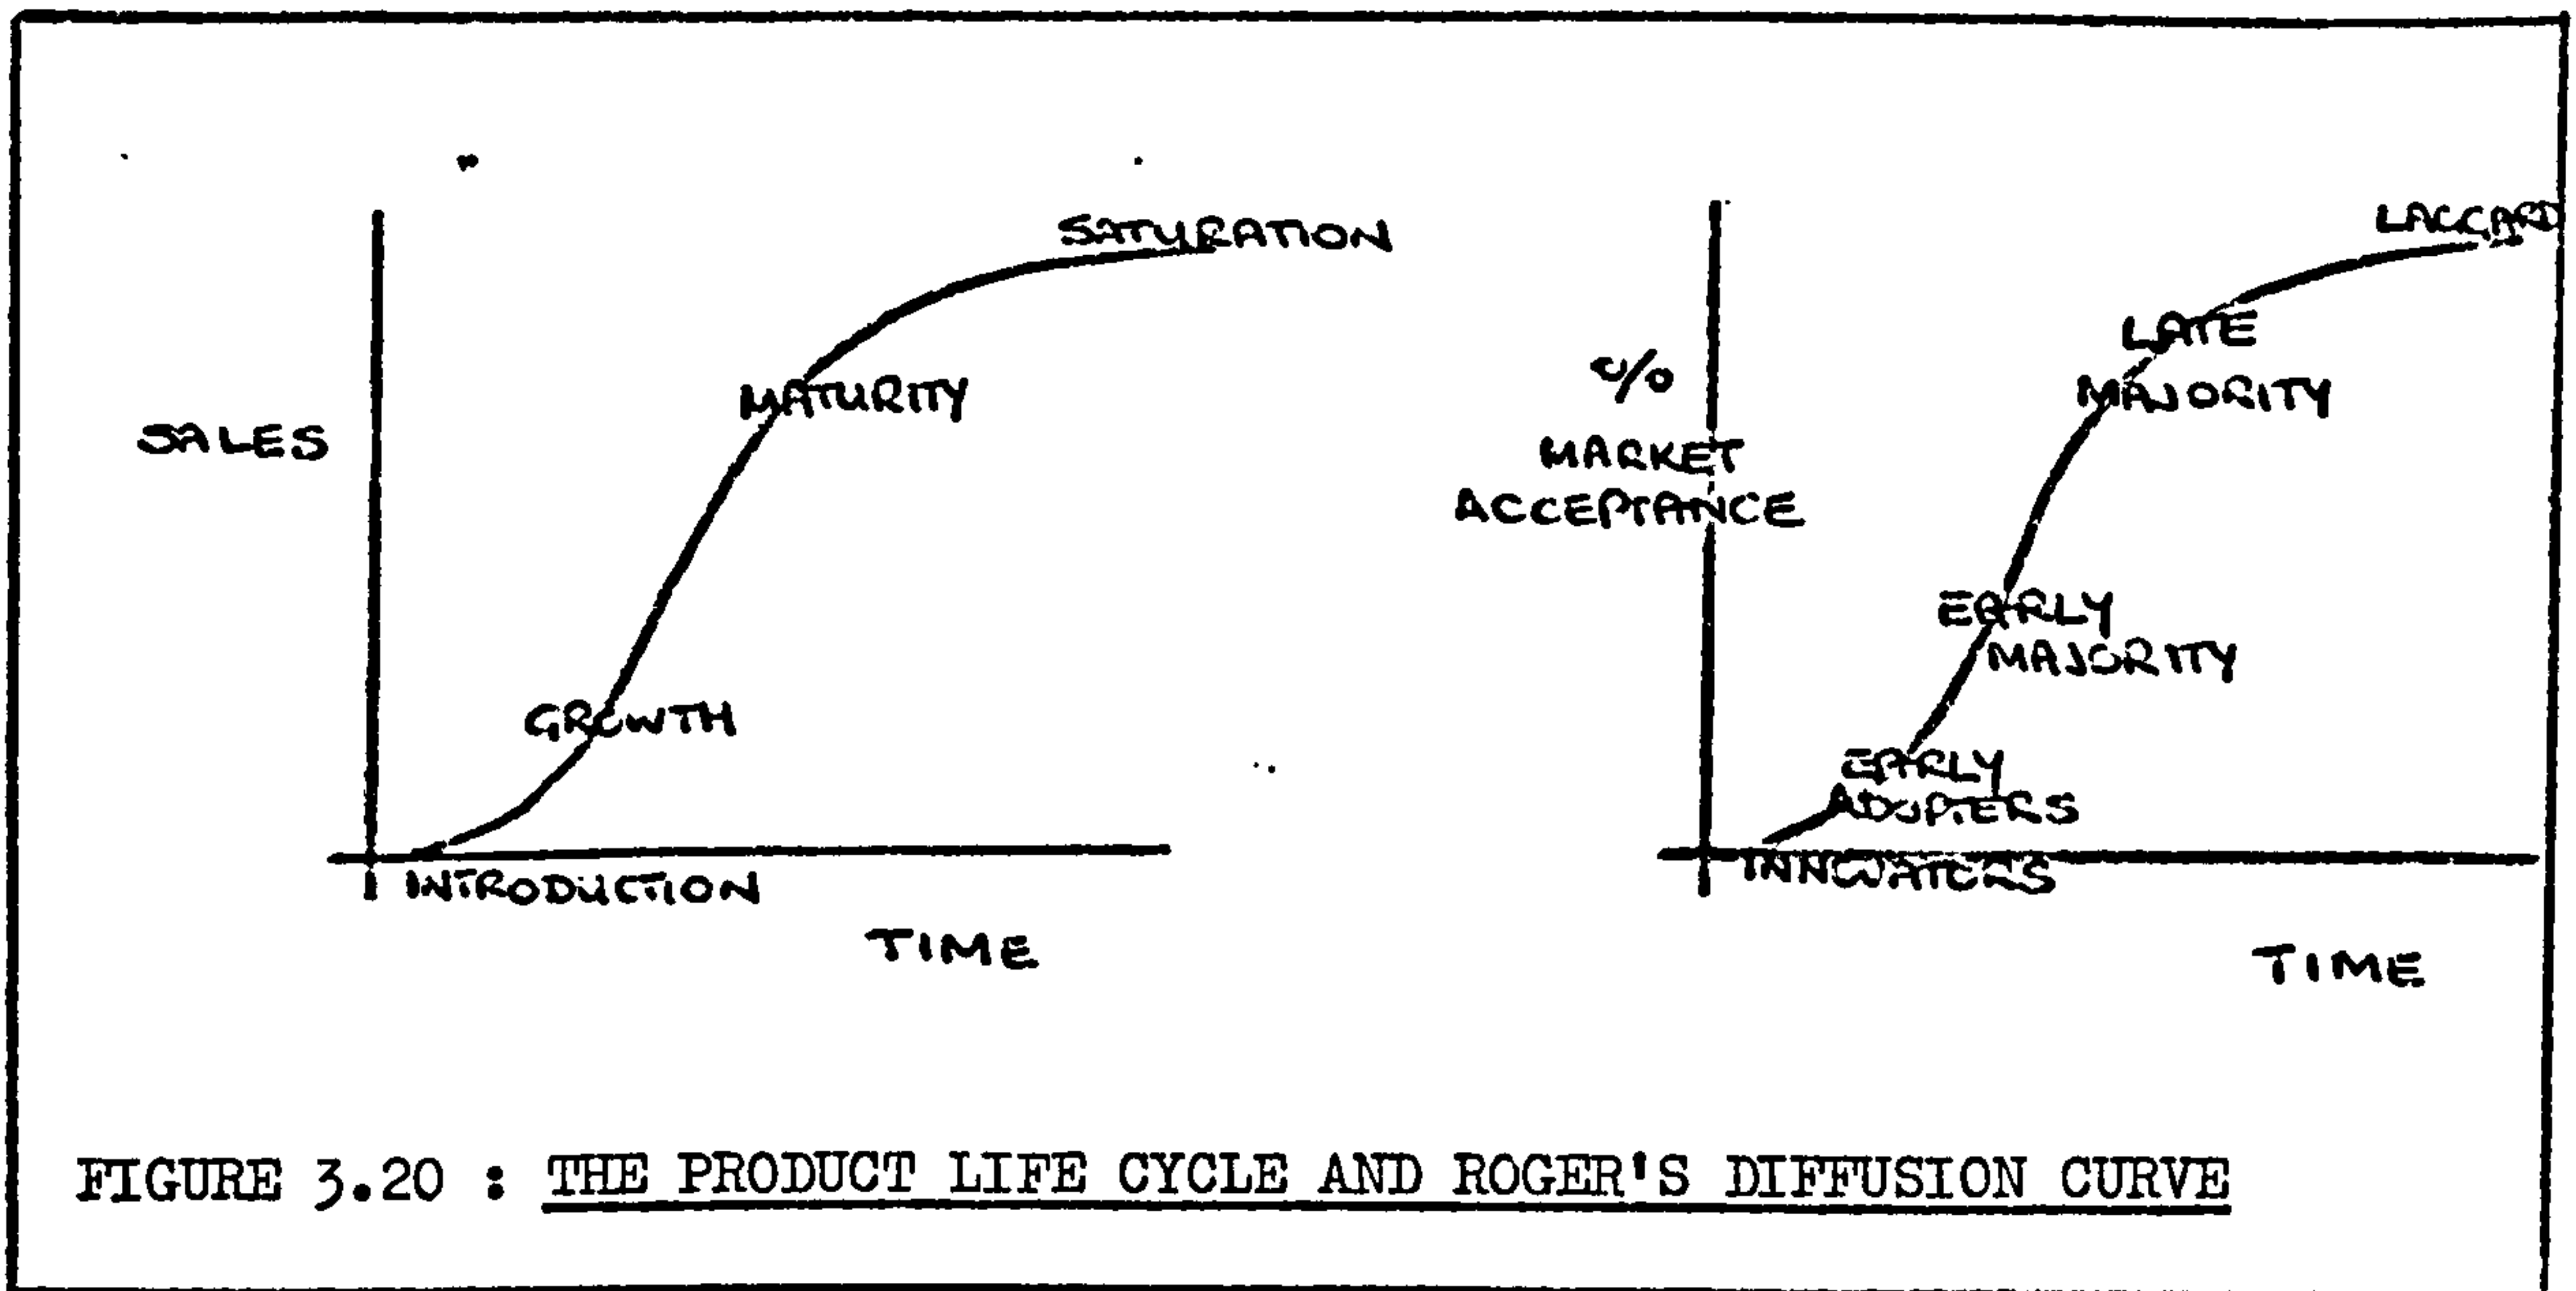 SATURATION
MATURITY
SALES
GROWTH
INTRODUCTION
TIME
LAGGARD
LATE
MAJORITY
%
MARKET
ACCEPTANCE
EARLY
MAJORITY
EARLY
ADOPTERS
INNOVATORS
TIME
FIGURE 3.20 : THE PRODUCT LIFE CYCLE AND ROGER'S DIFFUSION CURVE